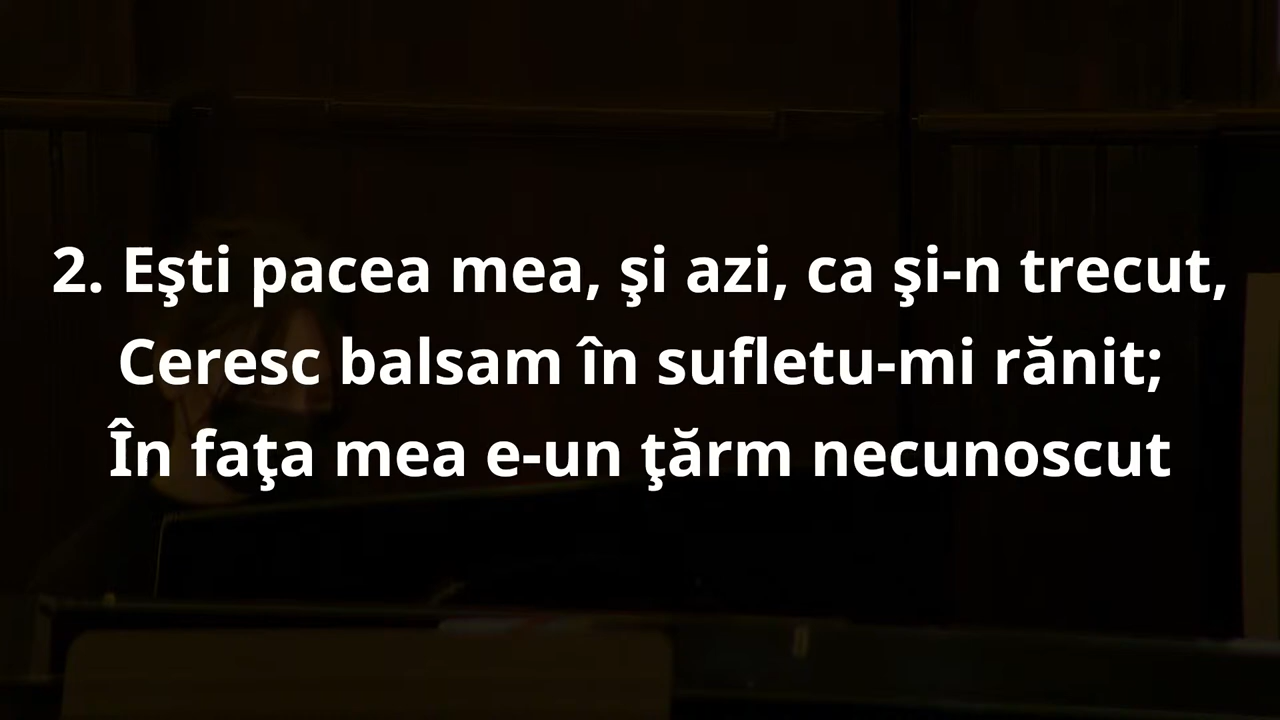 2. Eşti pacea mea, şi azi, ca şi-n trecut,
Ceresc balsam în sufletu-mi rănit;
În faţa mea e-un ţărm necunoscut